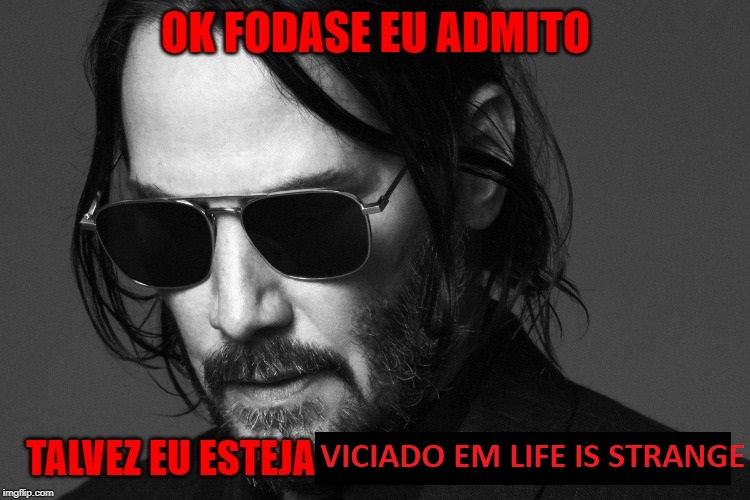 OK FODASE EU ADMITO
TALVEZ EU ESTEJA VICIADO EM LIFE IS STRANGE
imgflip.com